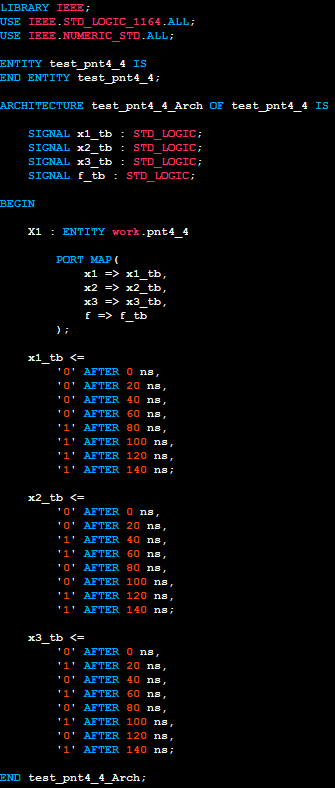 LIBRARY IEEE;
USE IEEE.STD_LOGIC_1164.ALL;
USE IEEE.NUMERIC_STD.ALL;

ENTITY test_pnt4_4 IS
END ENTITY test_pnt4_4;

ARCHITECTURE test_pnt4_4_Arch OF test_pnt4_4 IS

    SIGNAL x1_tb : STD_LOGIC;
    SIGNAL x2_tb : STD_LOGIC;
    SIGNAL x3_tb : STD_LOGIC;
    SIGNAL f_tb : STD_LOGIC;

BEGIN

    X1 : ENTITY work.pnt4_4

        PORT MAP(
            x1 => x1_tb,
            x2 => x2_tb,
            x3 => x3_tb,
            f => f_tb
        );

    x1_tb <=
        '0' AFTER 0 ns,
        '0' AFTER 20 ns,
        '0' AFTER 40 ns,
        '0' AFTER 60 ns,
        '1' AFTER 80 ns,
        '1' AFTER 100 ns,
        '1' AFTER 120 ns,
        '1' AFTER 140 ns;

    x2_tb <=
        '0' AFTER 0 ns,
        '0' AFTER 20 ns,
        '1' AFTER 40 ns,
        '1' AFTER 60 ns,
        '0' AFTER 80 ns,
        '0' AFTER 100 ns,
        '1' AFTER 120 ns,
        '1' AFTER 140 ns;

    x3_tb <=
        '0' AFTER 0 ns,
        '1' AFTER 20 ns,
        '0' AFTER 40 ns,
        '1' AFTER 60 ns,
        '0' AFTER 80 ns,
        '1' AFTER 100 ns,
        '0' AFTER 120 ns,
        '1' AFTER 140 ns;

END test_pnt4_4_Arch;